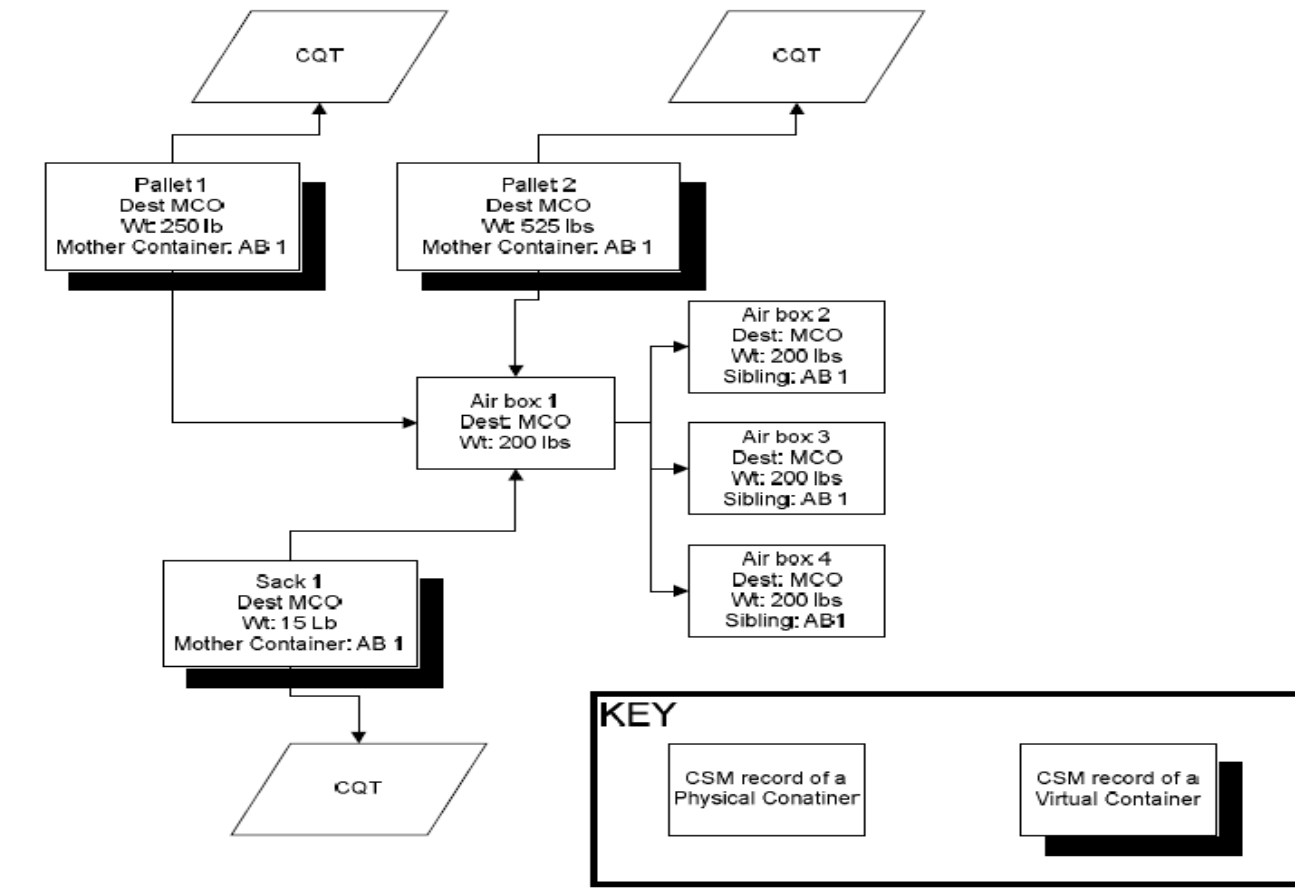 CQT
CQT
Pallet 1
Dest MCO
Wt: 250 lb
Mother Container: AB 1
Pallet 2
Dest MCO
Wt: 525 lbs
Mother Container: AB 1
Air box 2
Dest: MCO
Wt: 200 lbs
Sibling: AB 1
Air box 1
Dest: MCO
Wt: 200 lbs
Air box 3
Dest: MCO
Wt: 200 lbs
Sibling: AB 1
Air box 4
Dest: MCO
Wt: 200 lbs
Sibling: AB1
Sack 1
Dest MCO
Wt: 15 Lb
Mother Container: AB 1
CQT
KEY
CSM record of a
Physical Conatiner
CSM record of a
Virtual Container